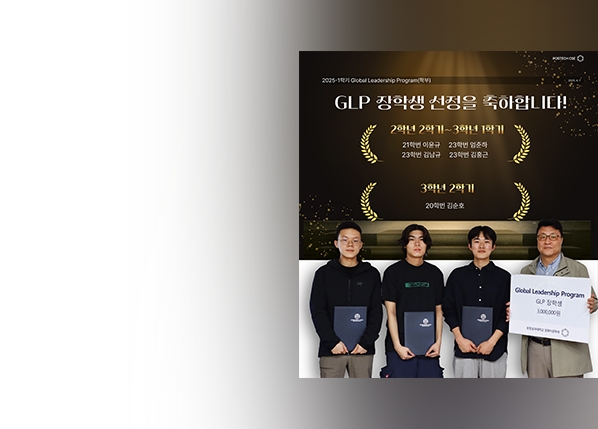 POSTECH CSE
2025-1학기 Global Leadership Program(학부)
GLP 장학생 선정을 축하합니다!
2학년 2학기~3학년 1학기
21학번 이윤규 23학번 엄준하
23학번 김남규 23학번 김홍근
3학년 2학기
20학번 김순호
Global Leadership Program
GLP 장학생
3,000,000원